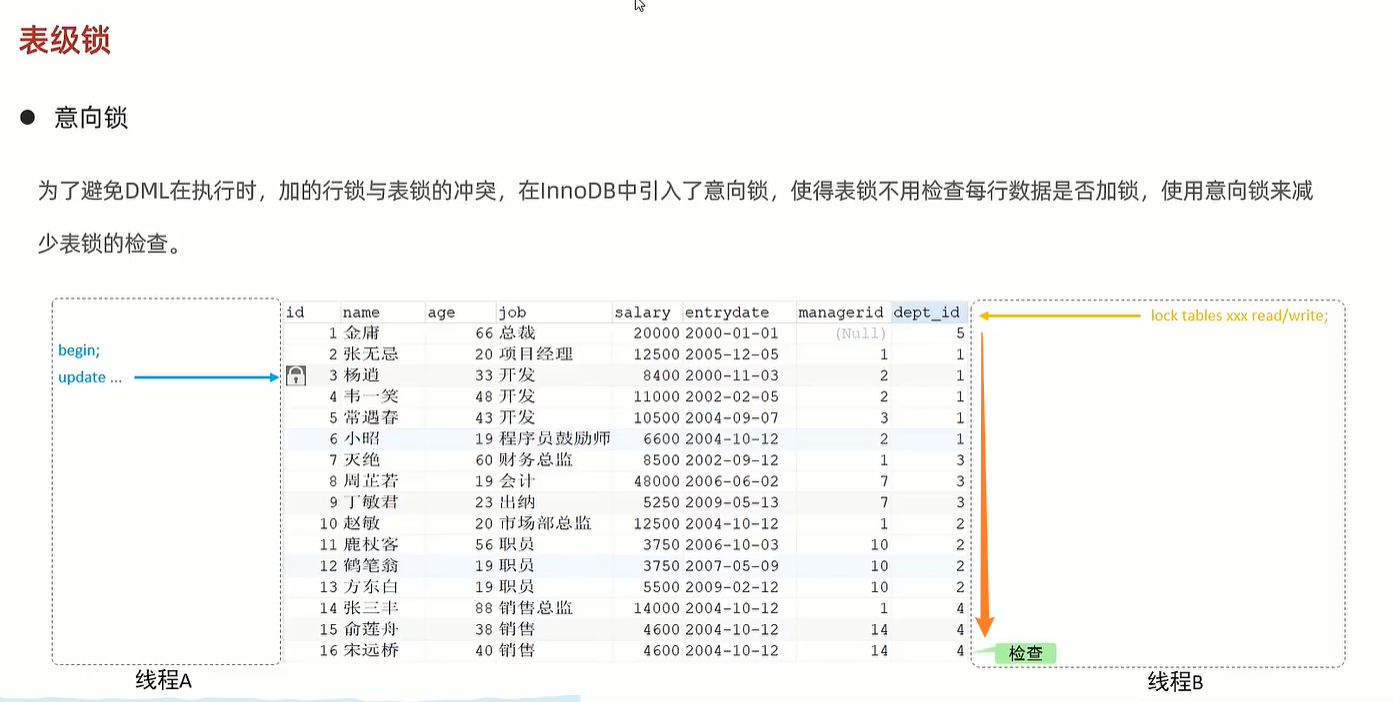 表级锁
● 意向锁
为了避免DML在执行时，加的行锁与表锁的冲突，在InnoDB中引入了意向锁，使得表锁不用检查每行数据是否加锁，使用意向锁来减
少表锁的检查。
begin;
update ...
线程A
id name age job salary entrydate managerid dept_id
1 金庸 66 总裁 20000 2000-01-01 (Null) 5
2 张无忌 20 项目经理 12500 2005-12-05 1 1
3 杨逍 33 开发 8400 2000-11-03 2 1
4 韦一笑 48 开发 11000 2002-02-05 2 1
5 常遇春 43 开发 10500 2004-09-07 3 1
6 小昭 19 程序员鼓励师 6600 2004-10-12 2 1
7 灭绝 60 财务总监 8500 2002-09-12 1 3
8 周芷若 19 会计 48000 2006-06-02 7 3
9 丁敏君 23 出纳 5250 2009-05-13 7 3
10 赵敏 20 市场部总监 12500 2004-10-12 1 2
11 鹿杖客 56 职员 3750 2006-10-03 10 2
12 鹤笔翁 19 职员 3750 2007-05-09 10 2
13 方东白 19 职员 5500 2009-02-12 10 2
14 张三丰 88 销售总监 14000 2004-10-12 1 4
15 俞莲舟 38 销售 4600 2004-10-12 14 4
16 宋远桥 40 销售 4600 2004-10-12 14 4
lock tables xxx read/write;
检查
线程B